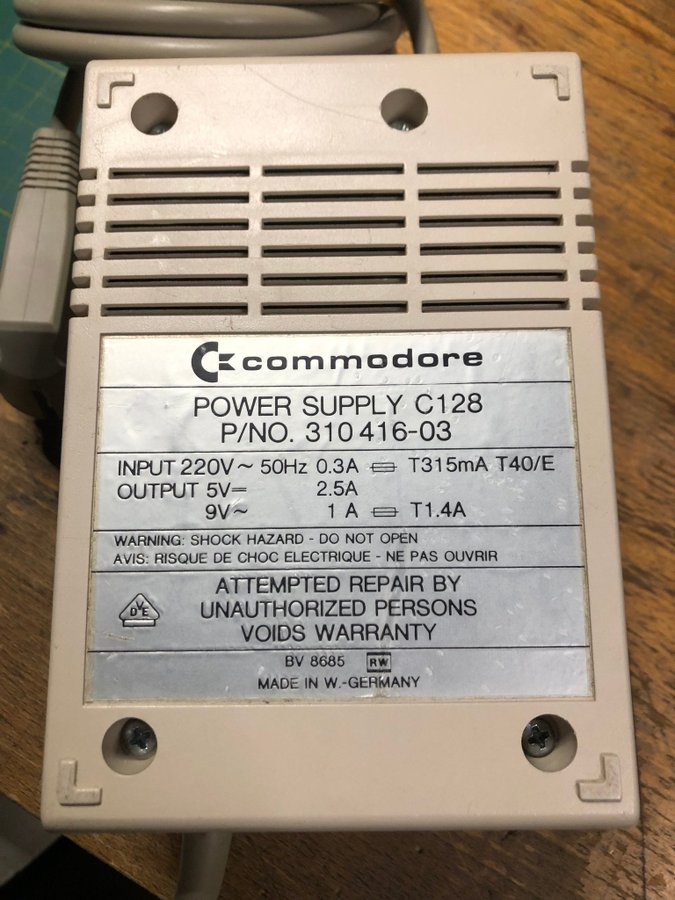 commodore
POWER SUPPLY C128
P/NO. 310 416-03
INPUT 220V ~ 50Hz 0.3A T315mA T40/E
OUTPUT 5V⎓ 2.5A
9V~ 1 A T1.4A
WARNING: SHOCK HAZARD - DO NOT OPEN
AVIS: RISQUE DE CHOC ELECTRIQUE - NE PAS OUVRIR
DVE
ATTEMPTED REPAIR BY
UNAUTHORIZED PERSONS
VOIDS WARRANTY
BV 8685 RW
MADE IN W.-GERMANY